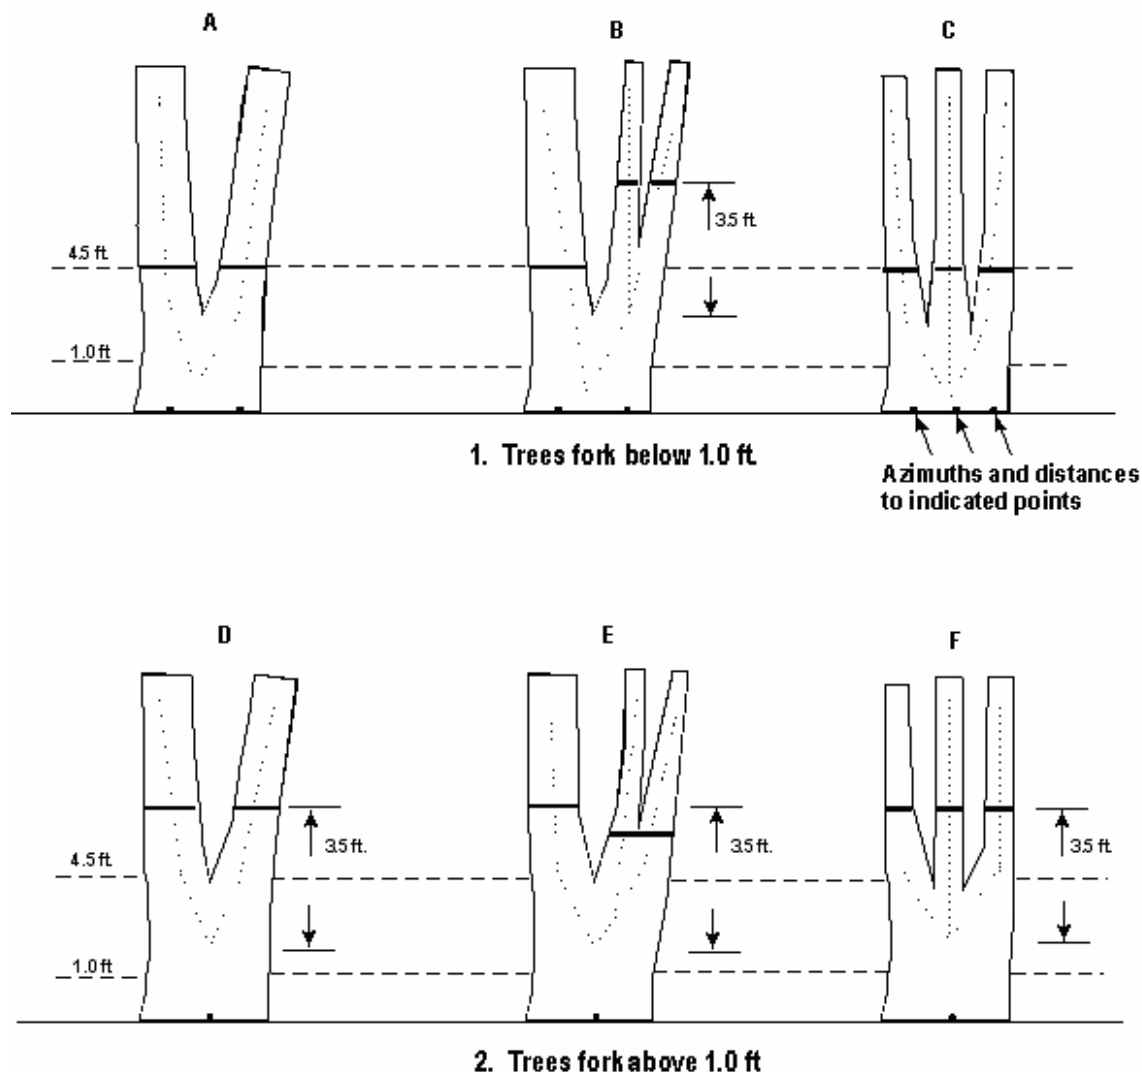 A
B
C
3.5 ft.
4.5 ft.
1.0 ft
1. Trees fork below 1.0 ft.
Azimuths and distances
to indicated points
D
E
F
3.5 ft.
3.5 ft.
3.5 ft.
4.5 ft.
1.0 ft.
2. Trees fork above 1.0 ft